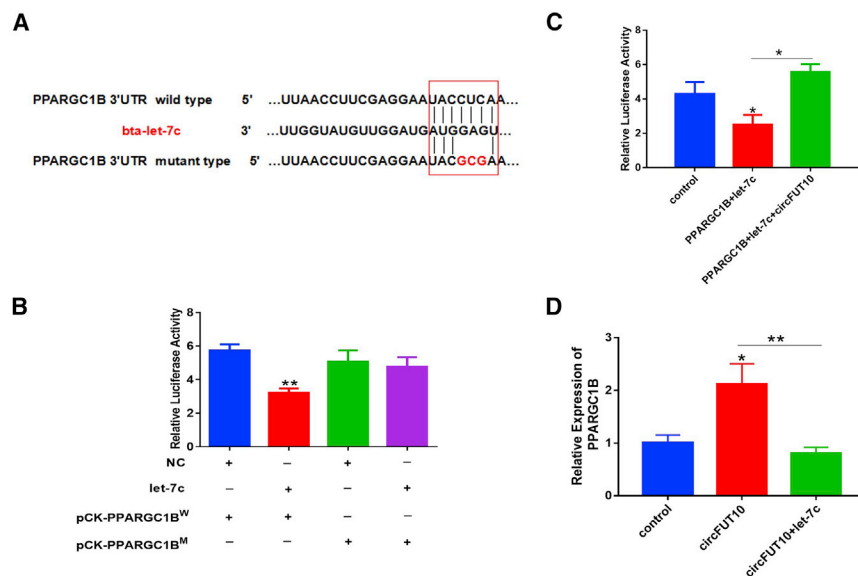 A
PPARGC1B 3'UTR wild type 5' ...UUAACCUUCGAGGAAUACCUCAA...
bta-let-7c 3' UUGGUAUGUUGGAUGAUGGAGU
PPARGC1B 3'UTR mutant type 5' ...UUAACCUUCGAGGAAUACGCGAA...
B
Relative Luciferase Activity
8
6
4
2
0
**
NC + – + –
let-7c – + – +
pCK-PPARGC1BW + + – –
pCK-PPARGC1BM – – + +
C
Relative Luciferase Activity
8
6
4
2
0
*
*
control
PPARGC1B+let-7c
PPARGC1B+let-7c+circFUT10
D
Relative Expression of
PPARGC1B
3
2
1
0
*
**
control
circFUT10
circFUT10+let-7c